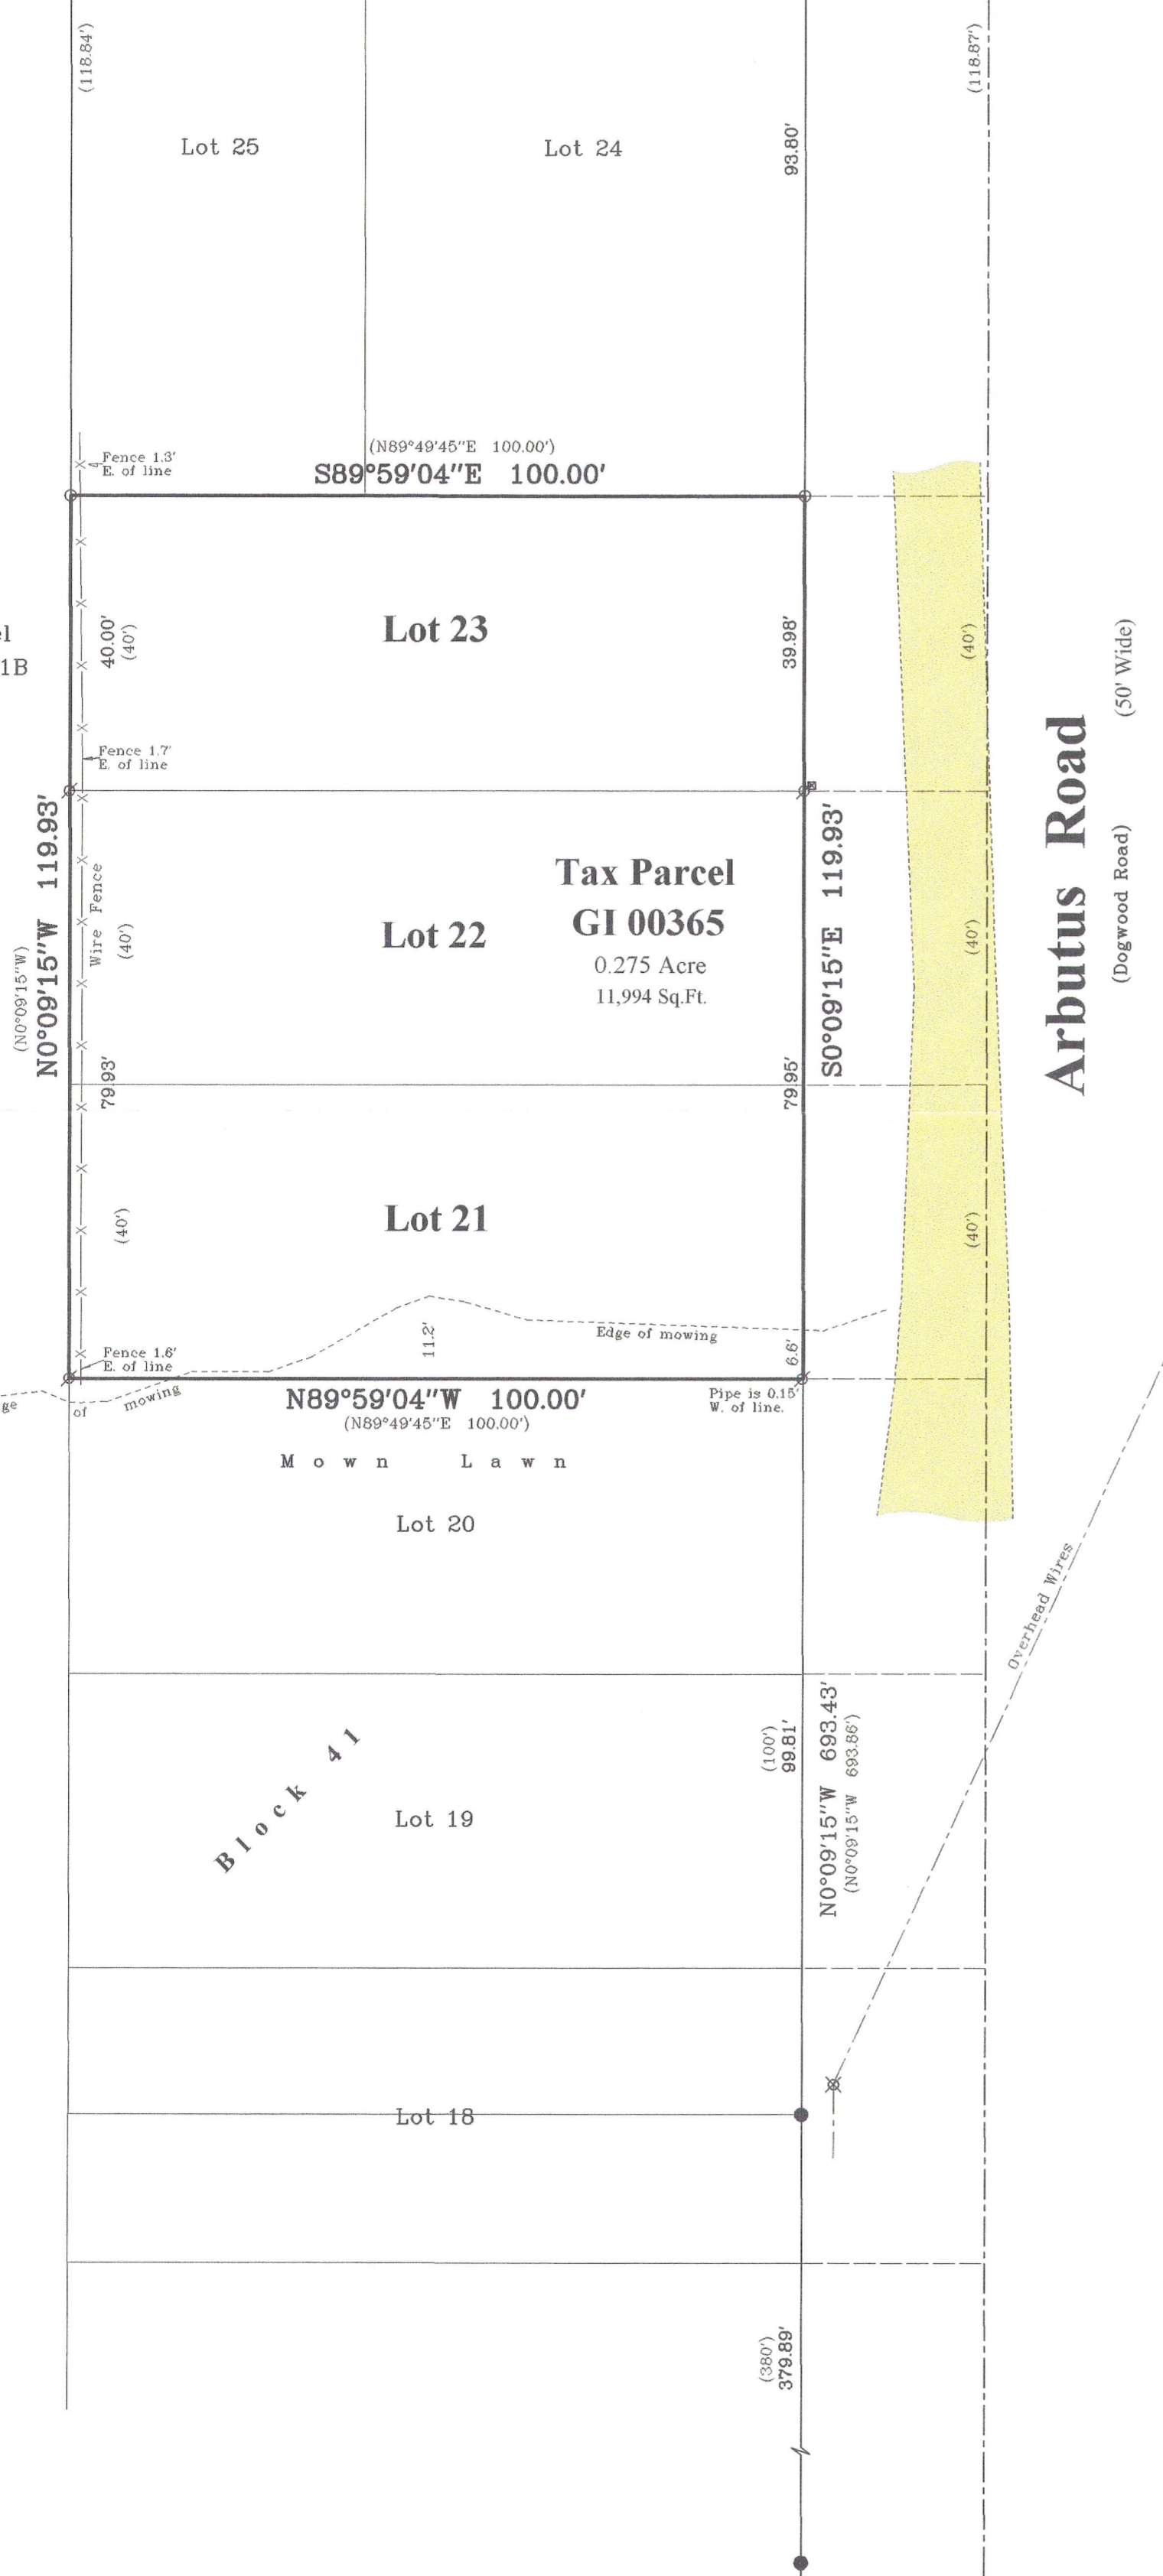 (118.84')
(118.87')
Lot 25
Lot 24
93.80'
(N89°49'45"E 100.00')
S89°59'04"E 100.00'
Fence 1.3'
E. of line
40.00'
(40')
Lot 23
39.98'
(40')
(50' Wide)
1B
Fence 1.7'
E. of line
(N0°09'15"W)
N0°09'15"W 119.93'
Wire Fence
(40')
79.93'
Lot 22
Tax Parcel
GI 00365
0.275 Acre
11,994 Sq.Ft.
79.95'
S0°09'15"E 119.93'
(40')
Arbutus Road
(Dogwood Road)
(40')
Lot 21
(40')
11.2'
Edge of mowing
6.6'
Fence 1.6'
E. of line
of mowing
N89°59'04"W 100.00'
(N89°49'45"E 100.00')
Pipe is 0.15'
W. of line.
Mown Lawn
Lot 20
Overhead Wires
Block 41
(100')
99.81'
N0°09'15"W 693.43'
(N0°09'15"W 693.86')
Lot 19
Lot 18
(380')
379.89'